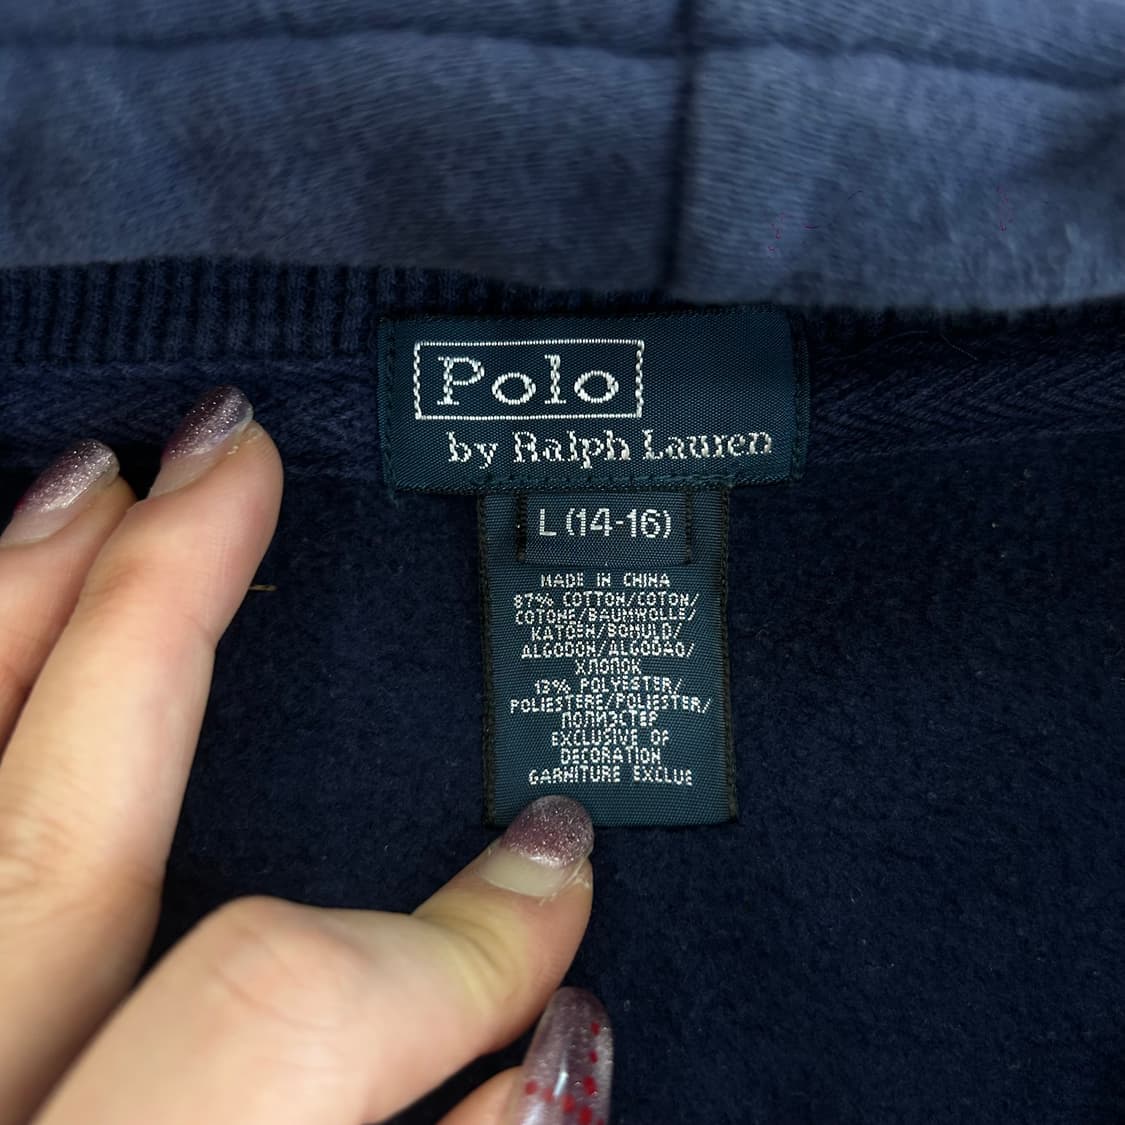 Polo
by Ralph Lauren
L (14-16)
MADE IN CHINA
87% COTTON/COTON/
COTONE/BAUMWOLLE/
KATOEN/BOMULD/
ALGODON/ALGODAO/
ХЛОПОК
13% POLYESTER/
POLIESTERE/POLIESTER/
ПОЛИЭСТЕР
EXCLUSIVE OF
DECORATION
GARNITURE EXCLUE